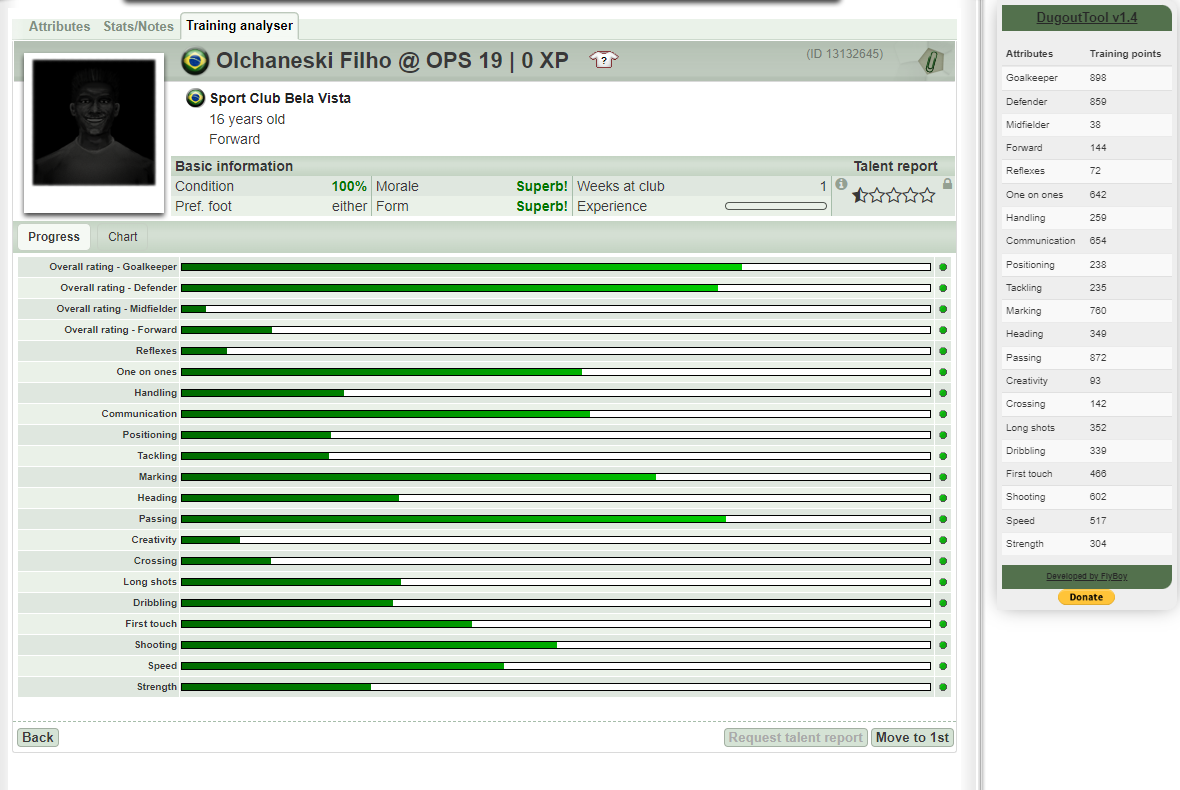 Attributes Stats/Notes Training analyser
Olchaneski Filho @ OPS 19 | 0 XP ?
(ID 13132645)
Sport Club Bela Vista
16 years old
Forward
Basic information Talent report
Condition 100% Morale Superb! Weeks at club 1
Pref. foot either Form Superb! Experience
Progress Chart
Overall rating - Goalkeeper
Overall rating - Defender
Overall rating - Midfielder
Overall rating - Forward
Reflexes
One on ones
Handling
Communication
Positioning
Tackling
Marking
Heading
Passing
Creativity
Crossing
Long shots
Dribbling
First touch
Shooting
Speed
Strength
Back Request talent report Move to 1st
DugoutTool v1.4
Attributes Training points
Goalkeeper 898
Defender 859
Midfielder 38
Forward 144
Reflexes 72
One on ones 642
Handling 259
Communication 654
Positioning 238
Tackling 235
Marking 760
Heading 349
Passing 872
Creativity 93
Crossing 142
Long shots 352
Dribbling 339
First touch 466
Shooting 602
Speed 517
Strength 304
Developed by FlyBoy
Donate